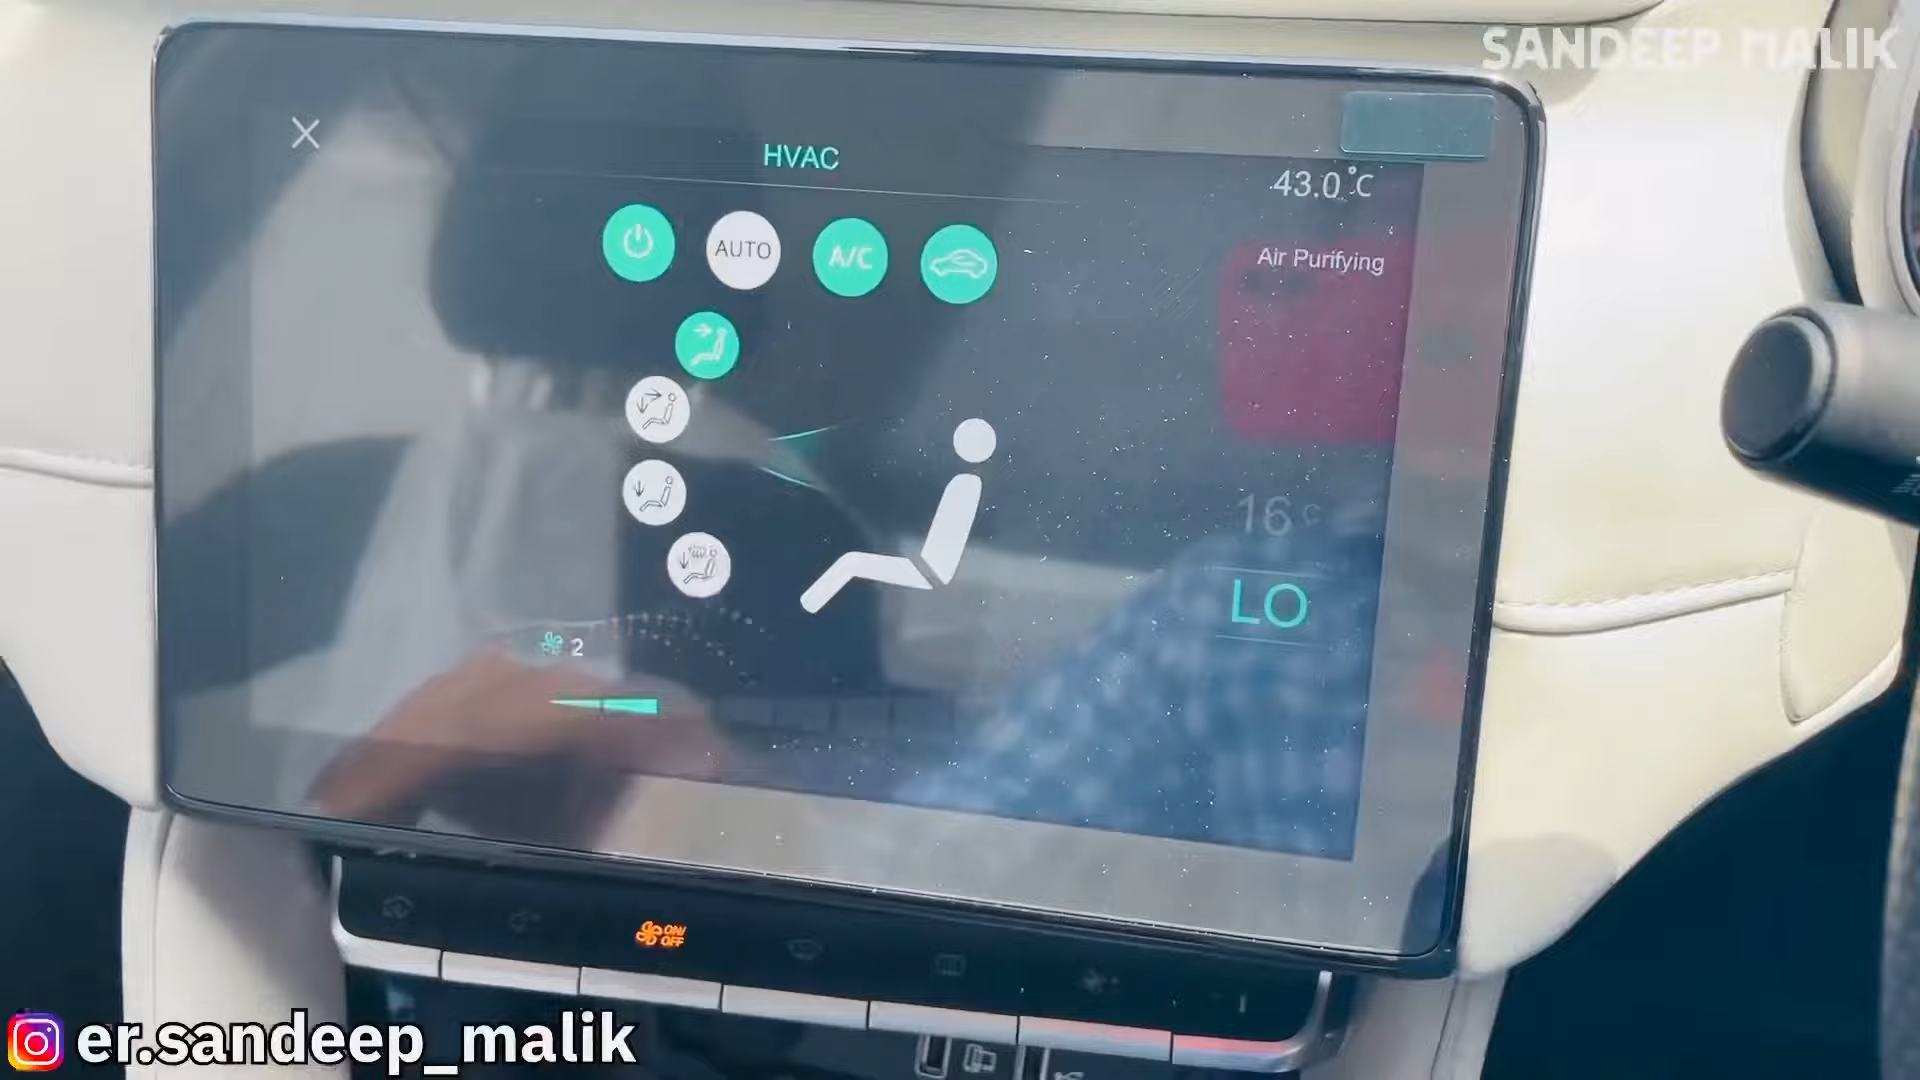 SANDEEP MALIK
HVAC
43.0°C
AUTO
A/C
Air Purifying
16 C
LO
2
ON/
OFF
er.sandeep_malik